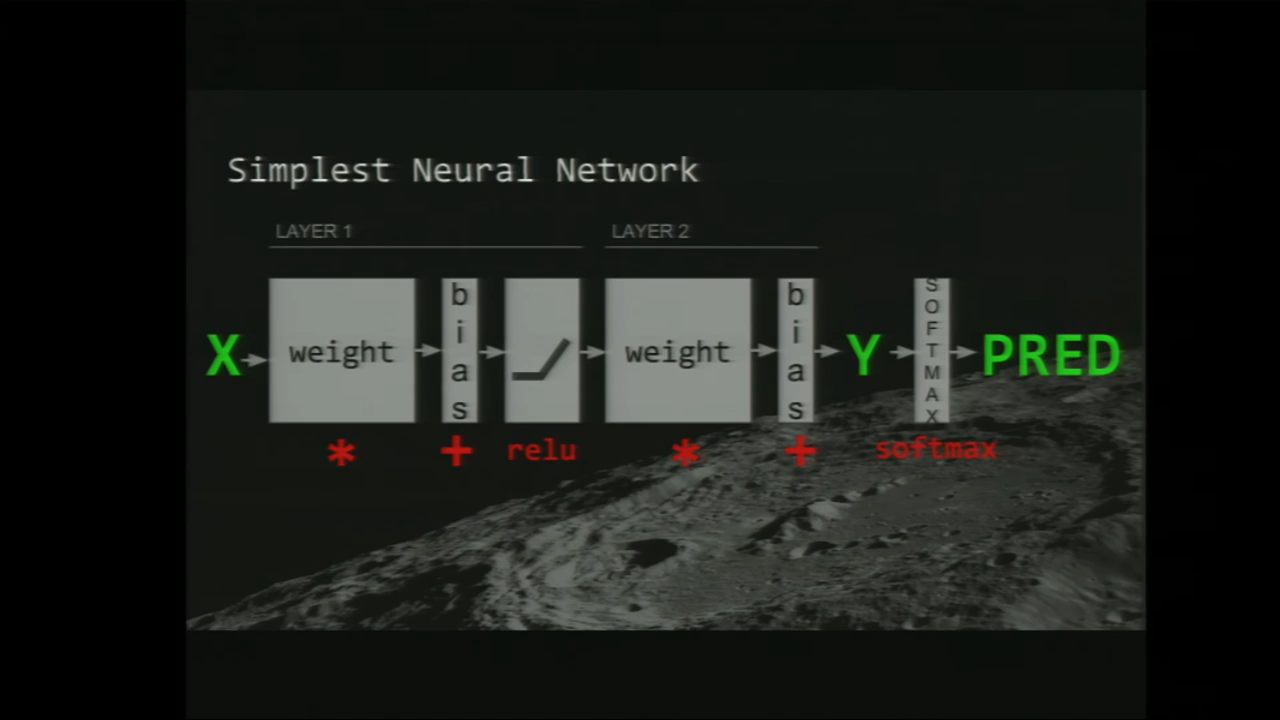 Simplest Neural Network
LAYER 1
LAYER 2
X
weight
bias
weight
bias
Y
SOFTMAX
PRED
*
+
relu
*
+
softmax